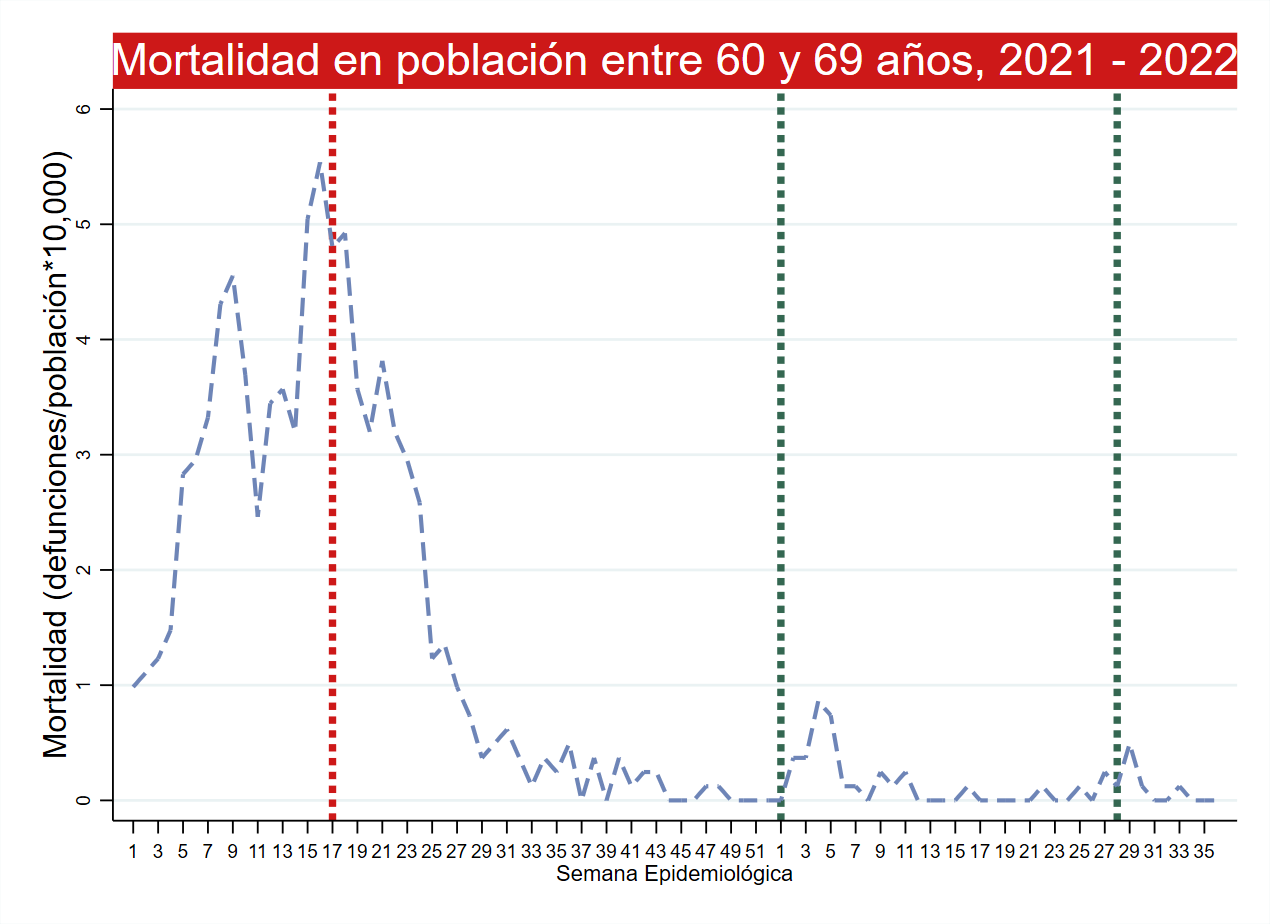 Mortalidad en población entre 60 y 69 años, 2021 - 2022
Mortalidad (defunciones/población*10,000)
6
5
4
3
2
1
0
1 3 5 7 9 11 13 15 17 19 21 23 25 27 29 31 33 35 37 39 41 43 45 47 49 51 1 3 5 7 9 11 13 15 17 19 21 23 25 27 29 31 33 35
Semana Epidemiológica